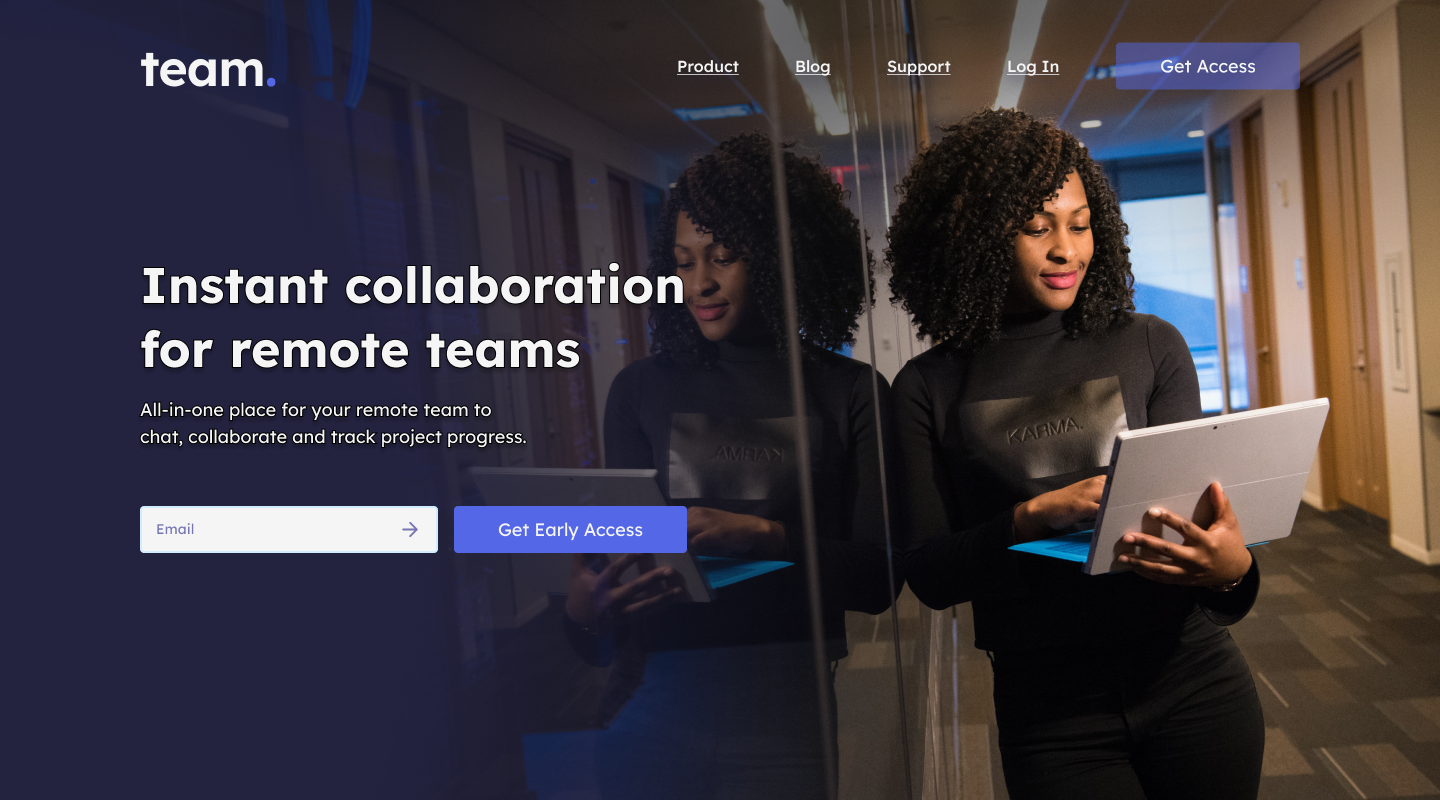 team.
Product
Blog
Support
Log In
Get Access
Instant collaboration
for remote teams
All-in-one place for your remote team to
chat, collaborate and track project progress.
Email
Get Early Access
KARMA.